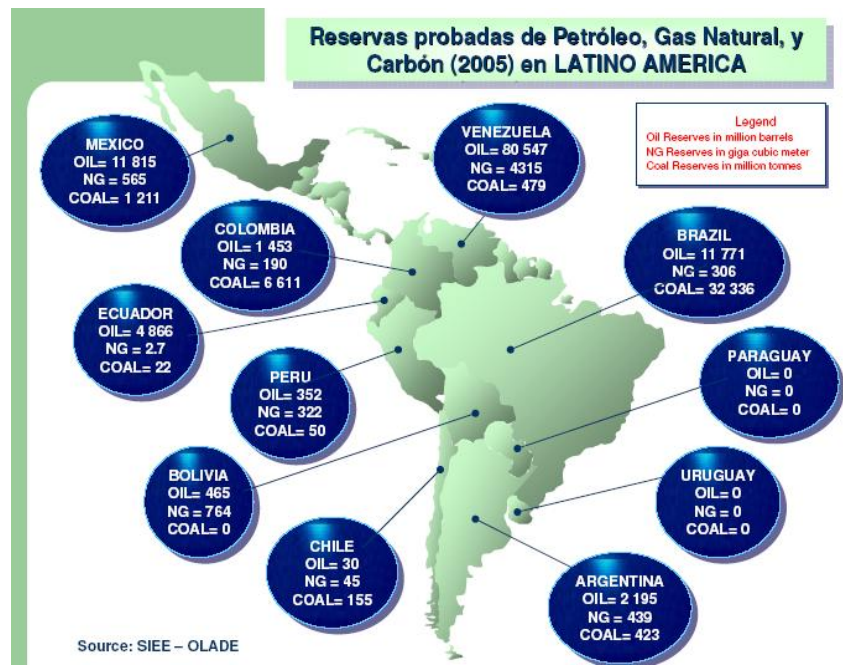 Reservas probadas de Petróleo, Gas Natural, y
Carbón (2005) en LATINO AMERICA
Legend
Oil Reserves in million barrels
NG Reserves in giga cubic meter
Coal Reserves in million tonnes
MEXICO
OIL= 11 815
NG = 565
COAL= 1 211
VENEZUELA
OIL= 80 547
NG = 4315
COAL= 479
COLOMBIA
OIL= 1 453
NG = 190
COAL= 6 611
BRAZIL
OIL= 11 771
NG = 306
COAL= 32 336
ECUADOR
OIL= 4 866
NG = 2.7
COAL= 22
PERU
OIL= 352
NG = 322
COAL= 50
PARAGUAY
OIL= 0
NG = 0
COAL= 0
BOLIVIA
OIL= 465
NG = 764
COAL= 0
URUGUAY
OIL= 0
NG = 0
COAL= 0
CHILE
OIL= 30
NG = 45
COAL= 155
ARGENTINA
OIL= 2 195
NG = 439
COAL= 423
Source: SIEE – OLADE